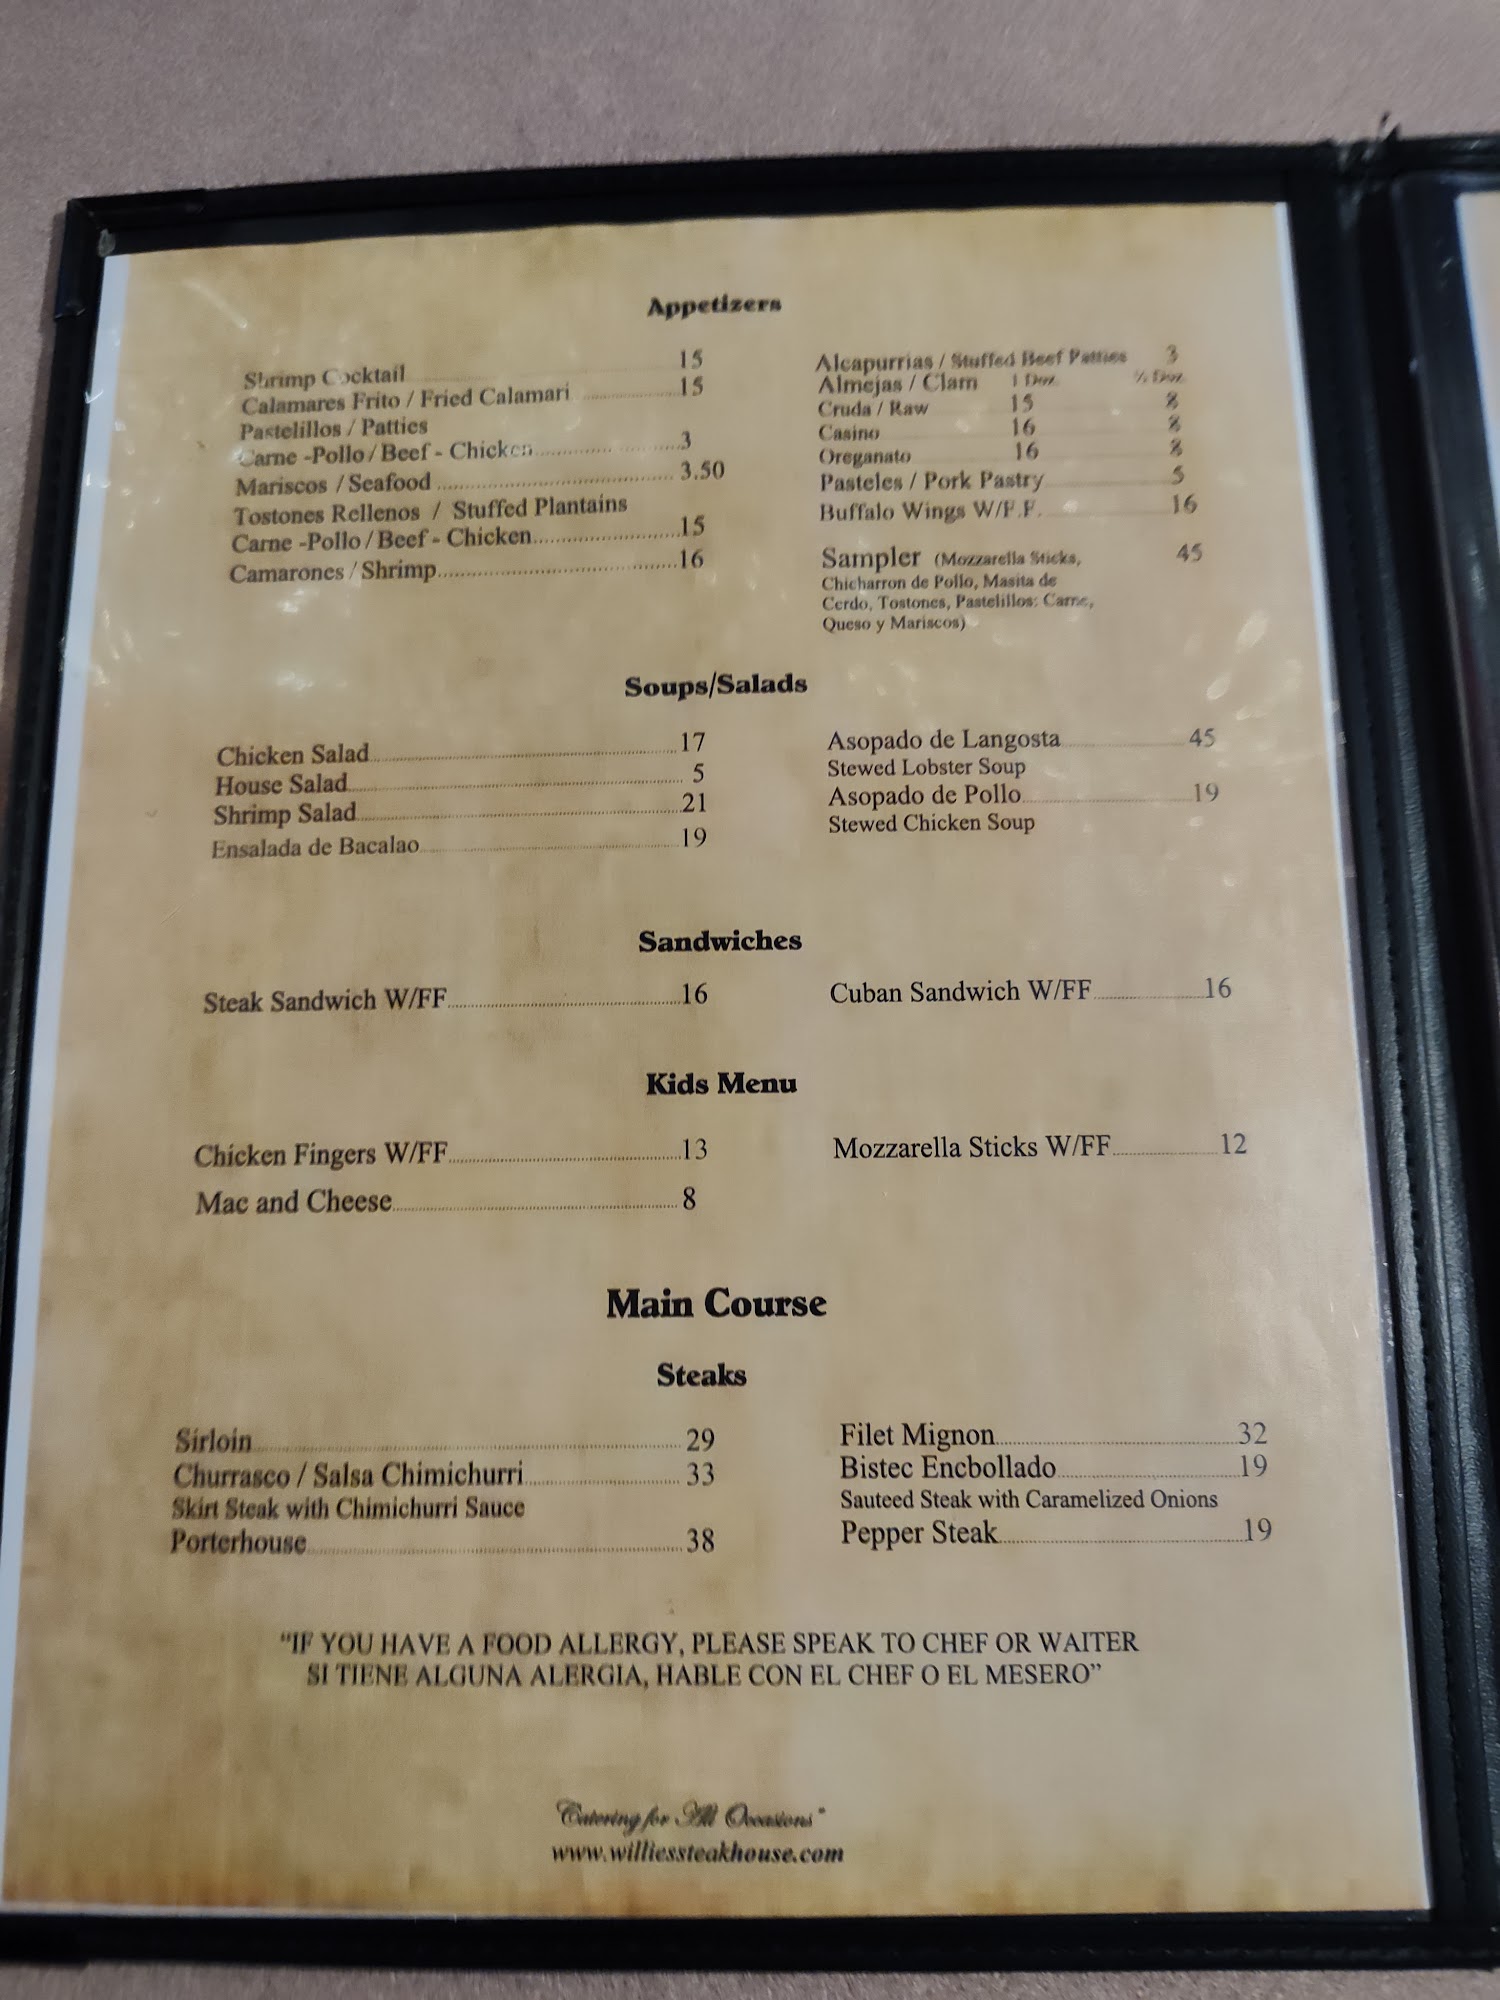 Appetizers
Shrimp Cocktail 15
Calamares Frito / Fried Calamari 15
Pastelillos / Patties
Carne -Pollo / Beef - Chicken 3
Mariscos / Seafood 3.50
Tostones Rellenos / Stuffed Plantains
Carne -Pollo / Beef - Chicken 15
Camarones / Shrimp 16
Alcapurrias / Stuffed Beef Patties 3
Almejas / Clam 1 Doz. ½ Doz.
Cruda / Raw 15 8
Casino 16 8
Oreganato 16 8
Pasteles / Pork Pastry 5
Buffalo Wings W/F.F. 16
Sampler (Mozzarella Sticks, 45
Chicharron de Pollo, Masita de
Cerdo, Tostones, Pastelillos: Carne,
Queso y Mariscos)
Soups/Salads
Chicken Salad 17
House Salad 5
Shrimp Salad 21
Ensalada de Bacalao 19
Asopado de Langosta 45
Stewed Lobster Soup
Asopado de Pollo 19
Stewed Chicken Soup
Sandwiches
Steak Sandwich W/FF 16
Cuban Sandwich W/FF 16
Kids Menu
Chicken Fingers W/FF 13
Mac and Cheese 8
Mozzarella Sticks W/FF 12
Main Course
Steaks
Sirloin 29
Churrasco / Salsa Chimichurri 33
Skirt Steak with Chimichurri Sauce
Porterhouse 38
Filet Mignon 32
Bistec Encbollado 19
Sauteed Steak with Caramelized Onions
Pepper Steak 19
"IF YOU HAVE A FOOD ALLERGY, PLEASE SPEAK TO CHEF OR WAITER
SI TIENE ALGUNA ALERGIA, HABLE CON EL CHEF O EL MESERO"
Catering for All Occasions"
www.williessteakhouse.com